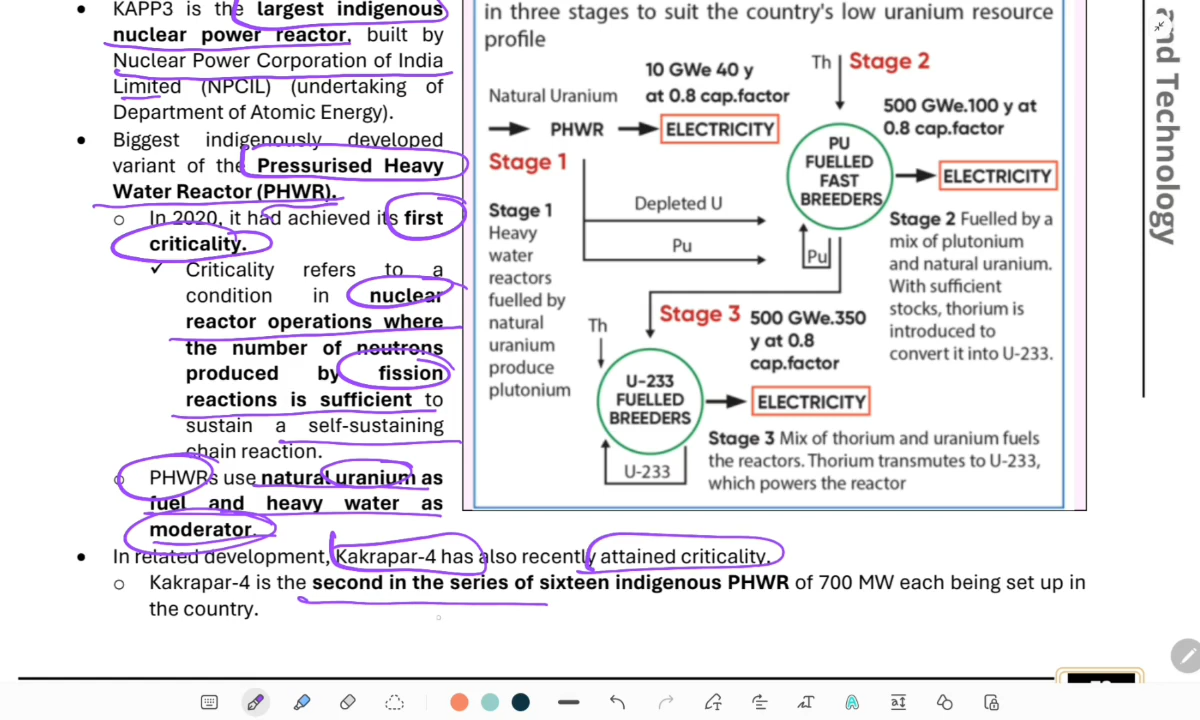 • KAPP3 is the largest indigenous
nuclear power reactor, built by
Nuclear Power Corporation of India
Limited (NPCIL) (undertaking of
Department of Atomic Energy).
• Biggest indigenously developed
variant of the Pressurised Heavy
Water Reactor (PHWR).
o In 2020, it had achieved its first
criticality.
✓ Criticality refers to a
condition in nuclear
reactor operations where
the number of neutrons
produced by fission
reactions is sufficient to
sustain a self-sustaining
chain reaction.
o PHWRs use natural uranium as
fuel and heavy water as
moderator.
• In related development, Kakrapar-4 has also recently attained criticality.
o Kakrapar-4 is the second in the series of sixteen indigenous PHWR of 700 MW each being set up in
the country.
in three stages to suit the country's low uranium resource
profile
Natural Uranium
PHWR
10 GWe 40 y
at 0.8 cap.factor
ELECTRICITY
Stage 1
Stage 1
Heavy
water
reactors
fuelled by
natural
uranium
produce
plutonium
Depleted U
Pu
Th
Stage 2
PU
FUELLED
FAST
BREEDERS
Pu
500 GWe.100 y at
0.8 cap.factor
ELECTRICITY
Stage 2 Fuelled by a
mix of plutonium
and natural uranium.
With sufficient
stocks, thorium is
introduced to
convert it into U-233.
Th
Stage 3
500 GWe.350
y at 0.8
cap.factor
U-233
FUELLED
BREEDERS
ELECTRICITY
U-233
Stage 3 Mix of thorium and uranium fuels
the reactors. Thorium transmutes to U-233,
which powers the reactor
and Technology